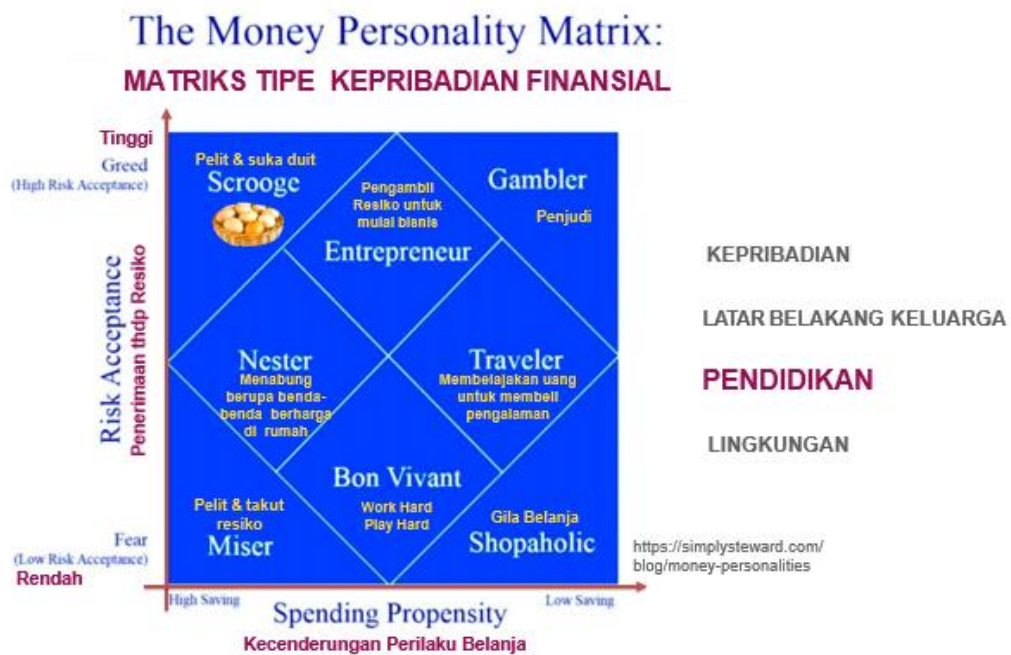 The Money Personality Matrix:
MATRIKS TIPE KEPRIBADIAN FINANSIAL
Tinggi
Greed
(High Risk Acceptance)
Risk Acceptance
Penerimaan thdp Resiko
Fear
(Low Risk Acceptance)
Rendah
Pelit & suka duit
Scrooge
Pengambil
Resiko untuk
mulai bisnis
Entrepreneur
Gambler
Penjudi
Nester
Menabung
berupa benda-
benda berharga
di rumah
Traveler
Membelajakan uang
untuk membeli
pengalaman
Bon Vivant
Work Hard
Play Hard
Pelit & takut
resiko
Miser
Gila Belanja
Shopaholic
High Saving
Low Saving
Spending Propensity
Kecenderungan Perilaku Belanja
KEPRIBADIAN
LATAR BELAKANG KELUARGA
PENDIDIKAN
LINGKUNGAN
https://simplysteward.com/
blog/money-personalities